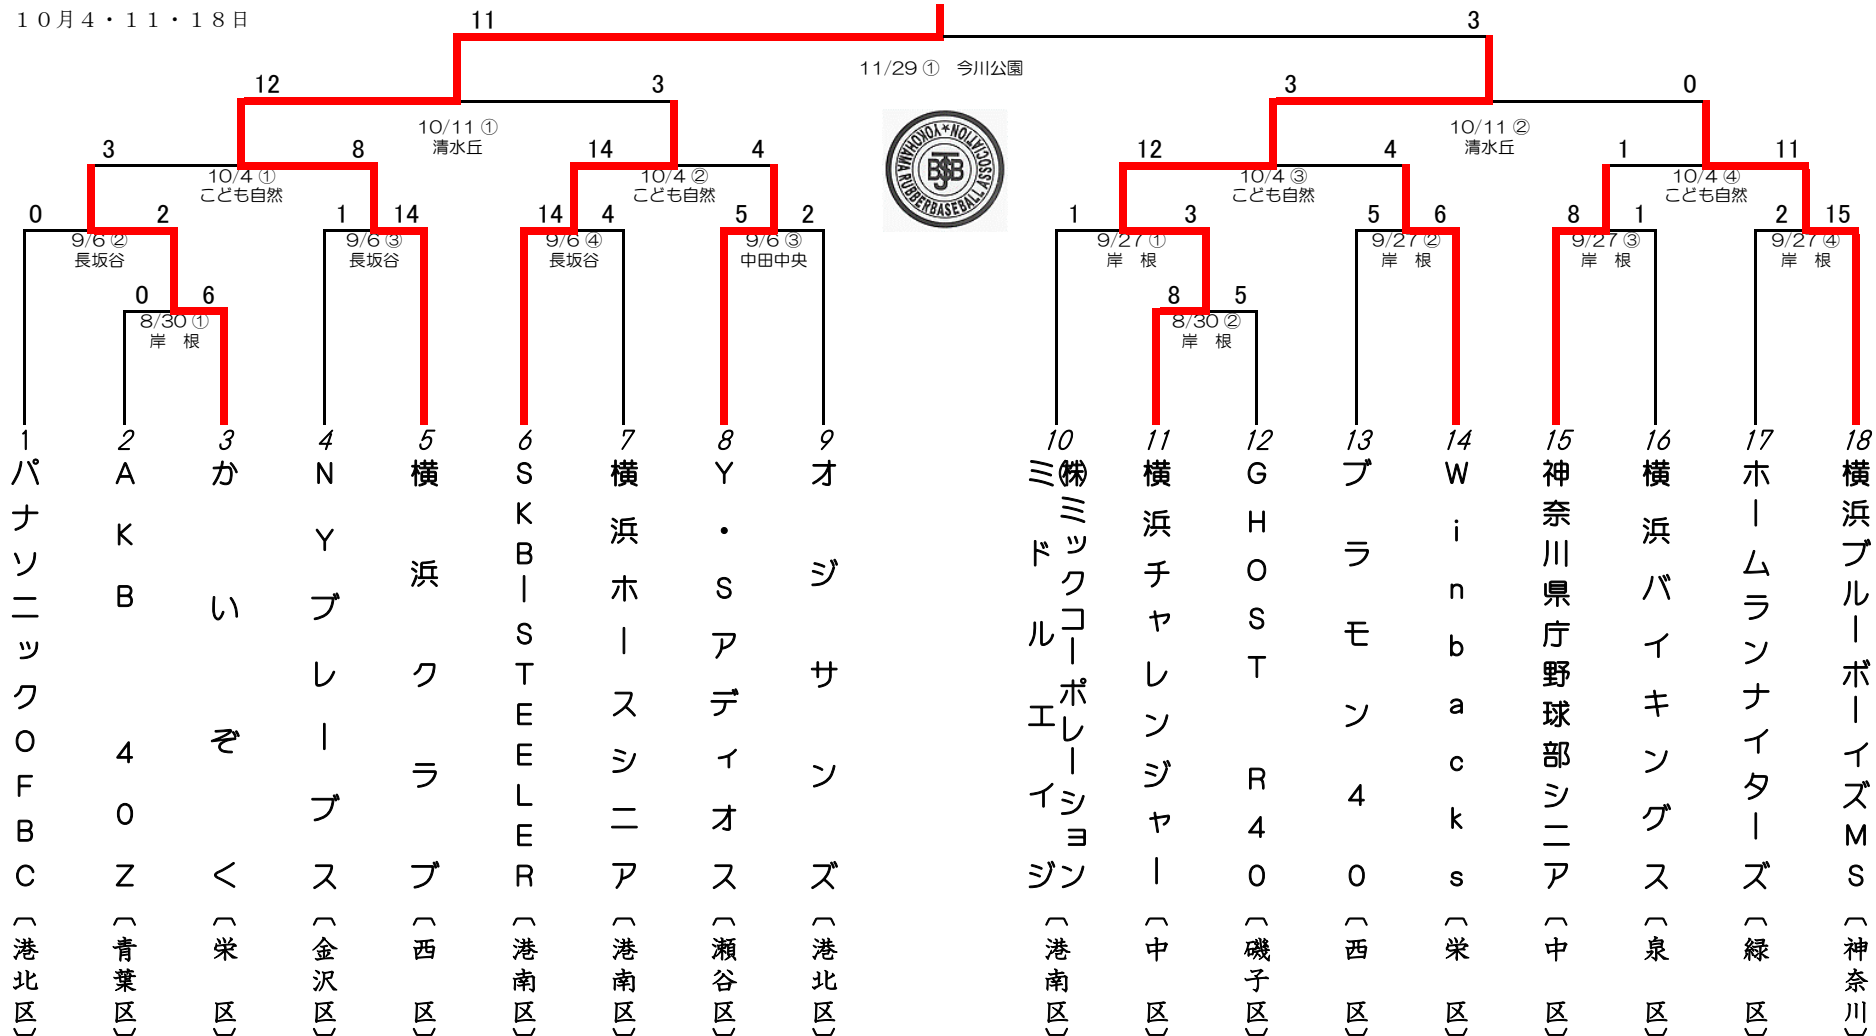 10月4・11・18日
11
3
11/29 ① 今川公園
12
3
3
0
10/11 ①
清水丘
10/11 ②
清水丘
YOKOHAMA RUBBERBASEBALL ASSOCIATION
3
8
14
4
12
4
1
11
10/4 ①
こども自然
10/4 ②
こども自然
10/4 ③
こども自然
10/4 ④
こども自然
0
2
1
14
14
4
5
2
1
3
5
6
8
1
2
15
9/6 ②
長坂谷
9/6 ③
長坂谷
9/6 ④
長坂谷
9/6 ③
中田中央
9/27 ①
岸 根
9/27 ②
岸 根
9/27 ③
岸 根
9/27 ④
岸 根
0
6
8
5
8/30 ①
岸 根
8/30 ②
岸 根
1
パナソニックOFBC
(港北区)
2
AKB 40Z
(青葉区)
3
かいぞく
(栄 区)
4
NYブレーブス
(金沢区)
5
横浜クラブ
(西 区)
6
SKB-STEELER
(港南区)
7
横浜ホースシニア
(港南区)
8
Y・Sアディオス
(瀬谷区)
9
オジサンズ
(港北区)
10
㈱ミックコーポレーション
ミドルエイジ
(港南区)
11
横浜チャレンジャー
(中 区)
12
GHOST R40
(磯子区)
13
ブラモン40
(西 区)
14
Winbacks
(栄 区)
15
神奈川県庁野球部シニア
(中 区)
16
横浜バイキングス
(泉 区)
17
ホームランナイターズ
(緑 区)
18
横浜ブルーボーイズMS
(神奈川)